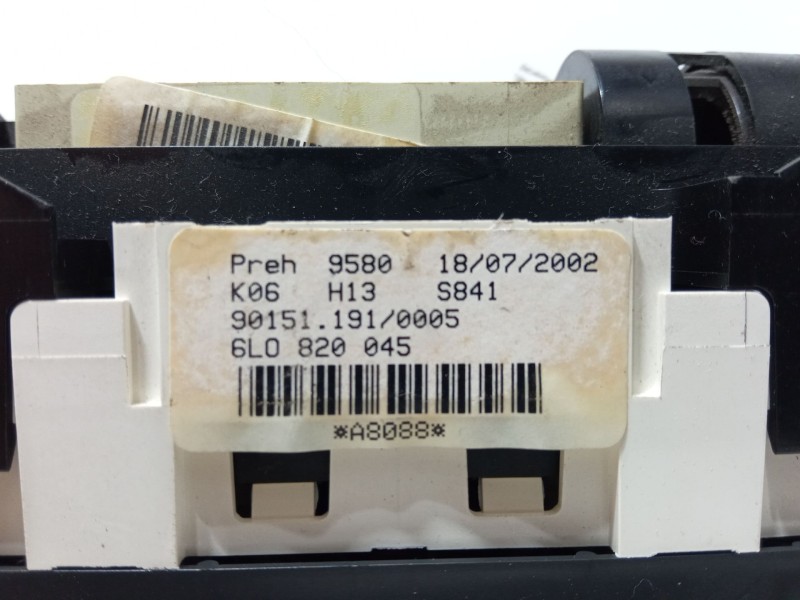 Preh 9580 18/07/2002
K06 H13 S841
90151.191/0005
6L0 820 045
*A8088*